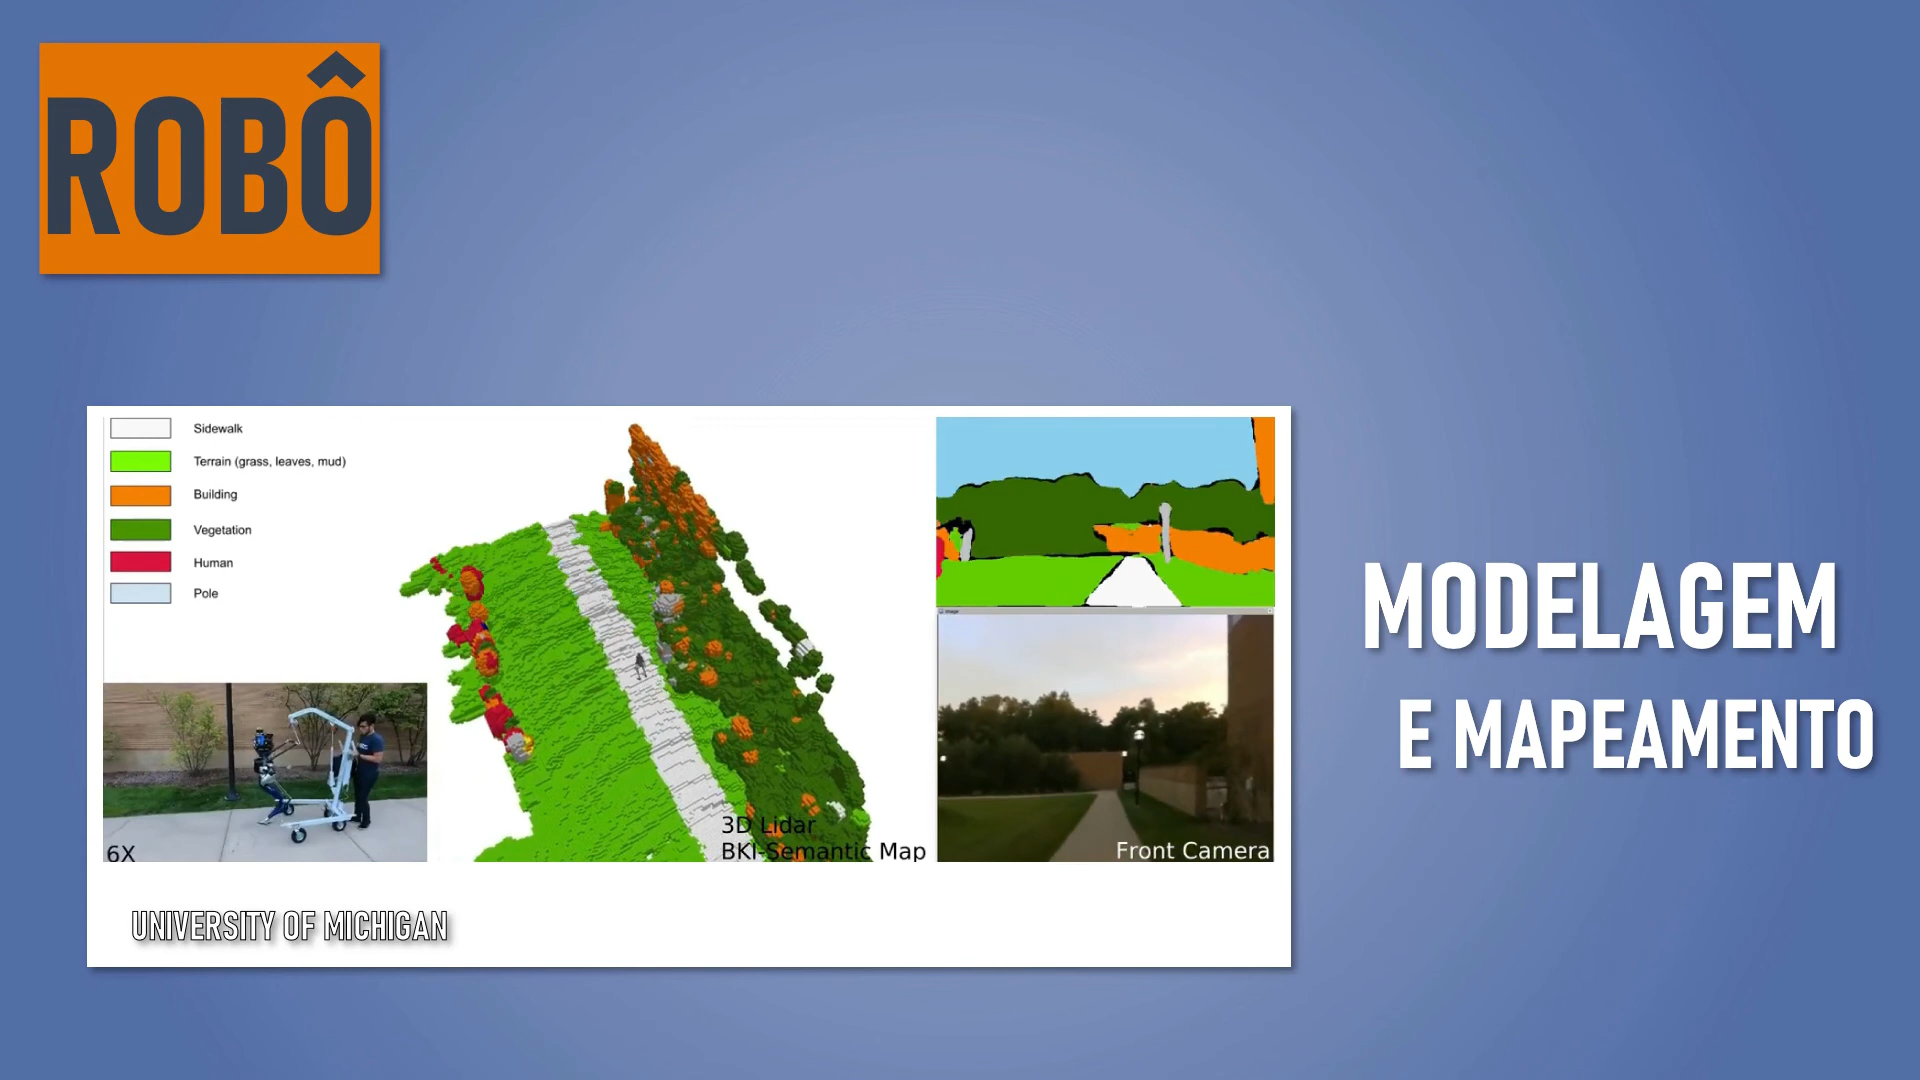 ROBÔ
Sidewalk
Terrain (grass, leaves, mud)
Building
Vegetation
Human
Pole
6X
3D Lidar
BKI-Semantic Map
Front Camera
UNIVERSITY OF MICHIGAN
MODELAGEM
E MAPEAMENTO